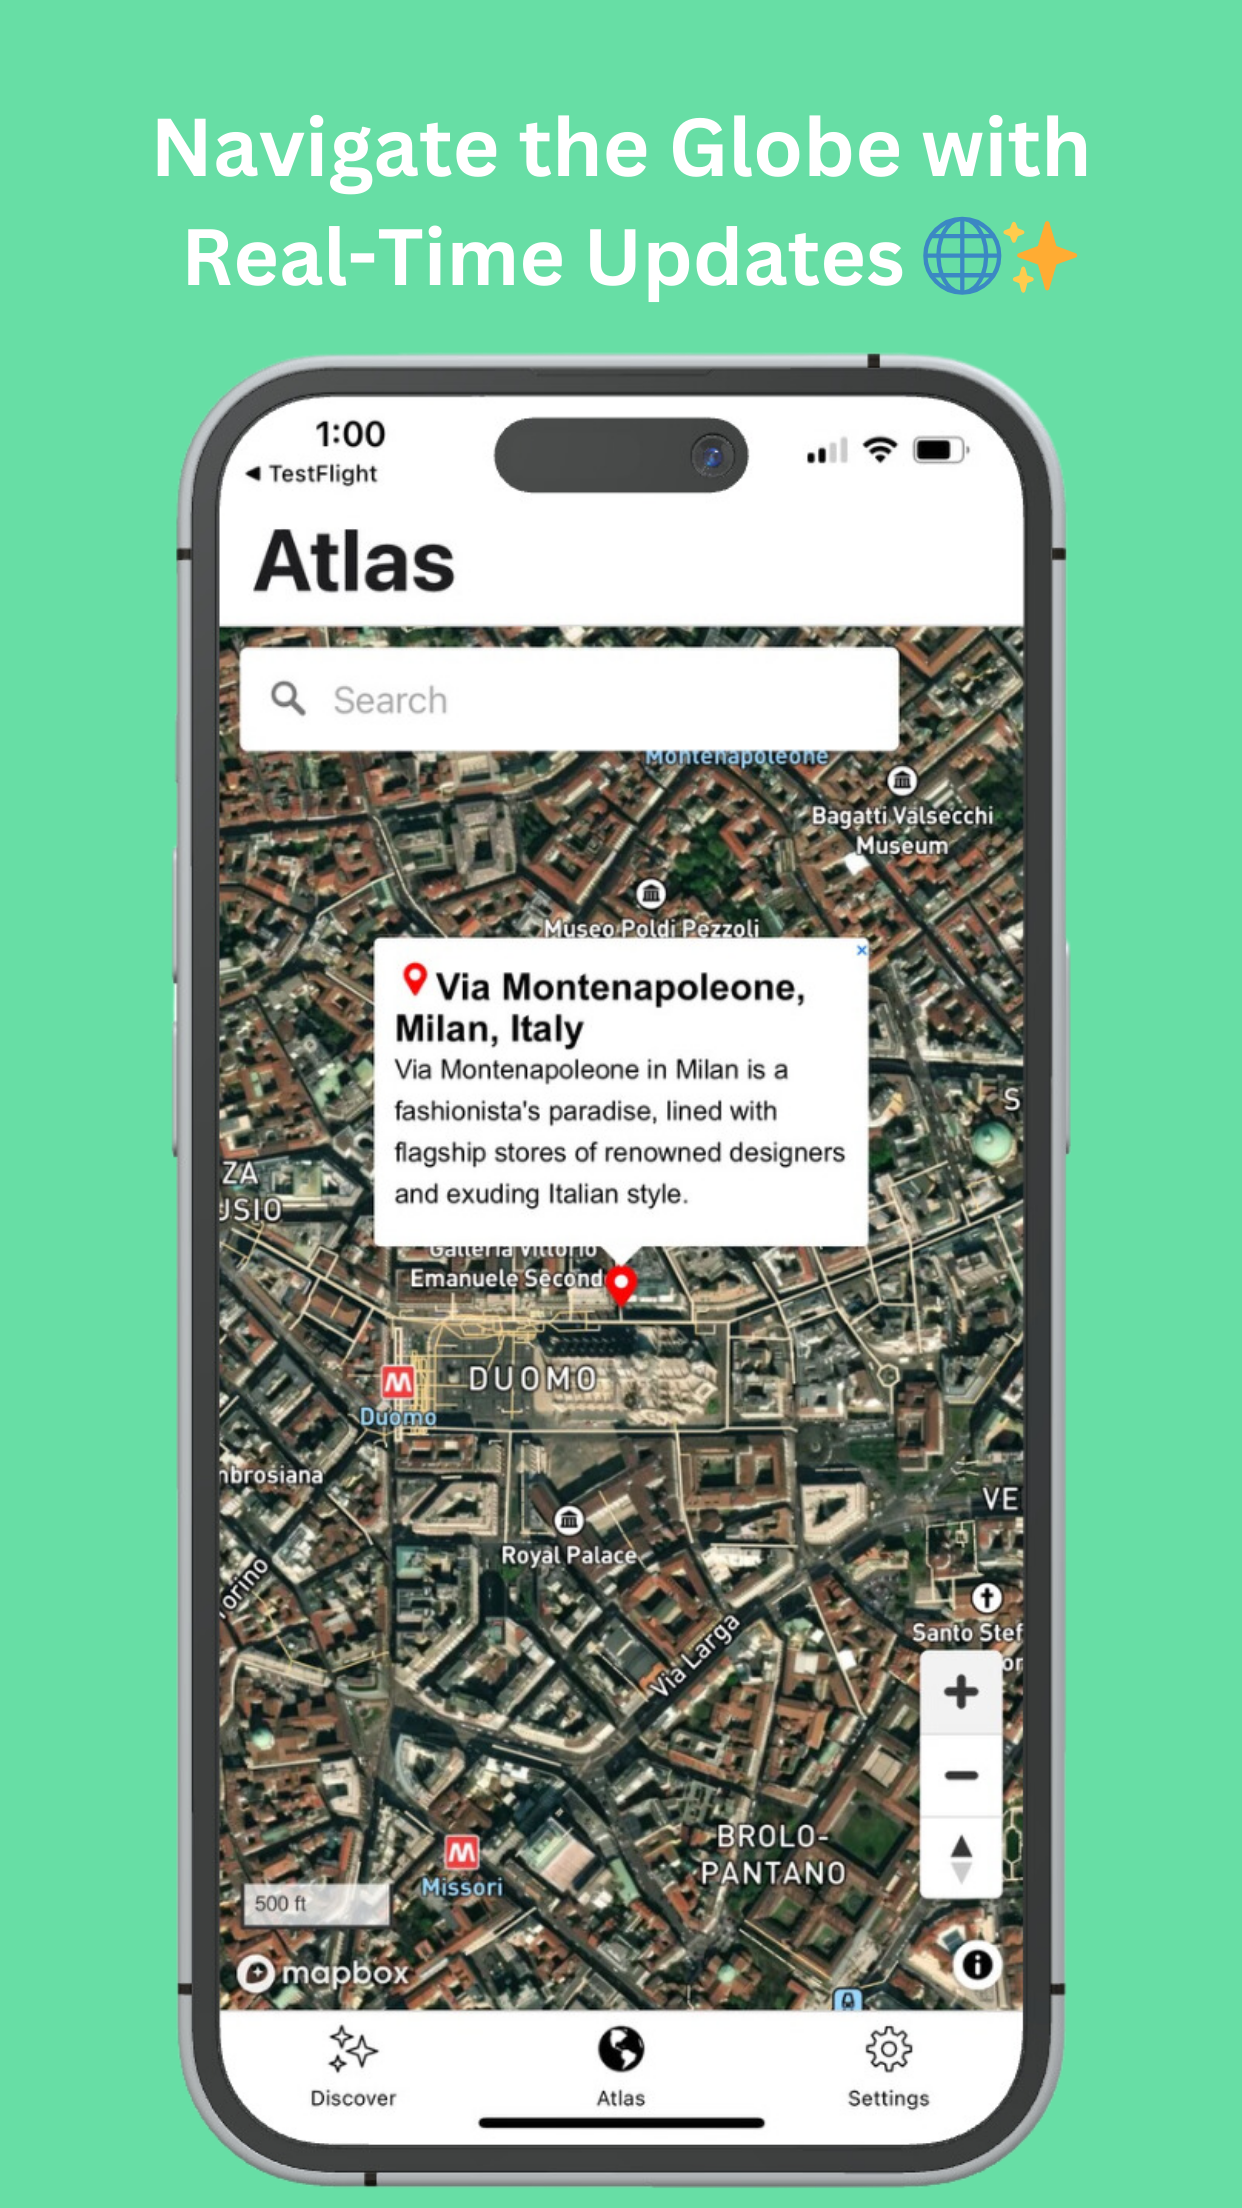 Navigate the Globe with
Real-Time Updates
1:00
TestFlight
Atlas
Search
Montenapoleone
Bagatti Valsecchi
Museum
Museo Poldi Pezzoli
Via Montenapoleone,
Milan, Italy
Via Montenapoleone in Milan is a
fashionista's paradise, lined with
flagship stores of renowned designers
and exuding Italian style.
S
ZA
USIO
Galleria Vittorio
Emanuele Second
DUOMO
Duomo
mbrosiana
VE
Royal Palace
orino
Santo Stef
or
Via Larga
BROLO-
PANTANO
Missori
500 ft
mapbox
Discover
Atlas
Settings